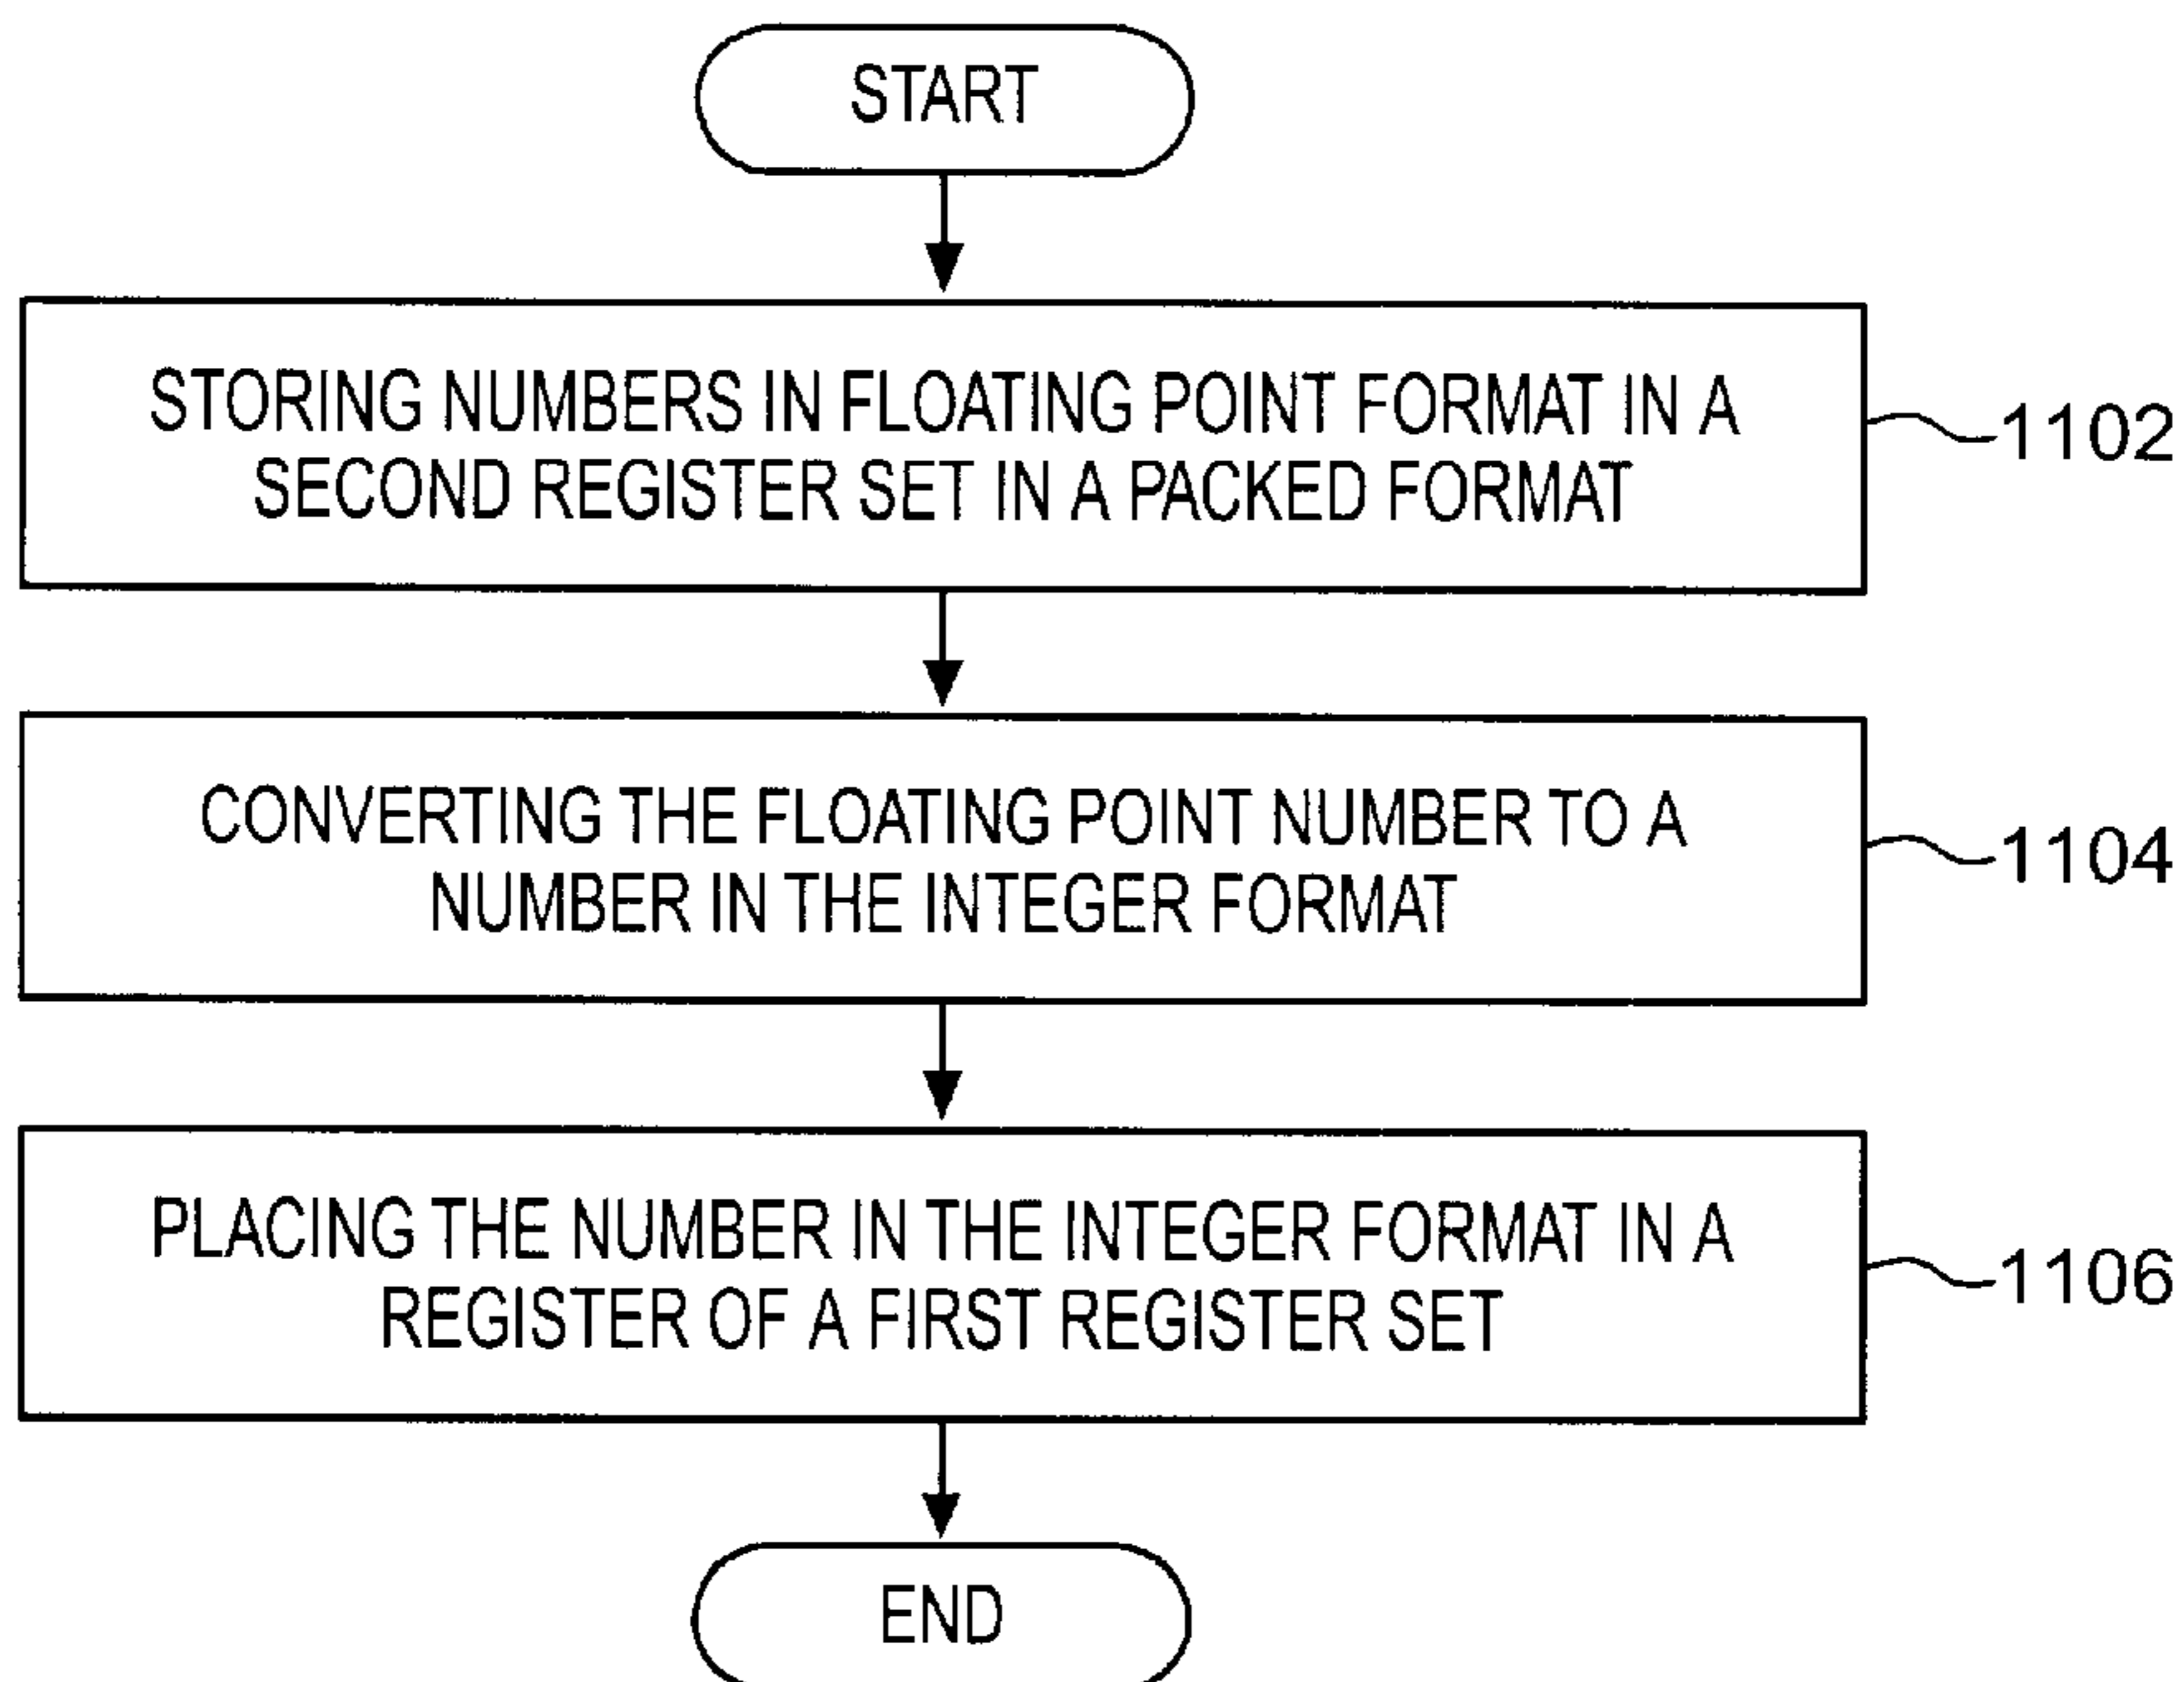 START
STORING NUMBERS IN FLOATING POINT FORMAT IN A
SECOND REGISTER SET IN A PACKED FORMAT
1102
CONVERTING THE FLOATING POINT NUMBER TO A
NUMBER IN THE INTEGER FORMAT
1104
PLACING THE NUMBER IN THE INTEGER FORMAT IN A
REGISTER OF A FIRST REGISTER SET
1106
END